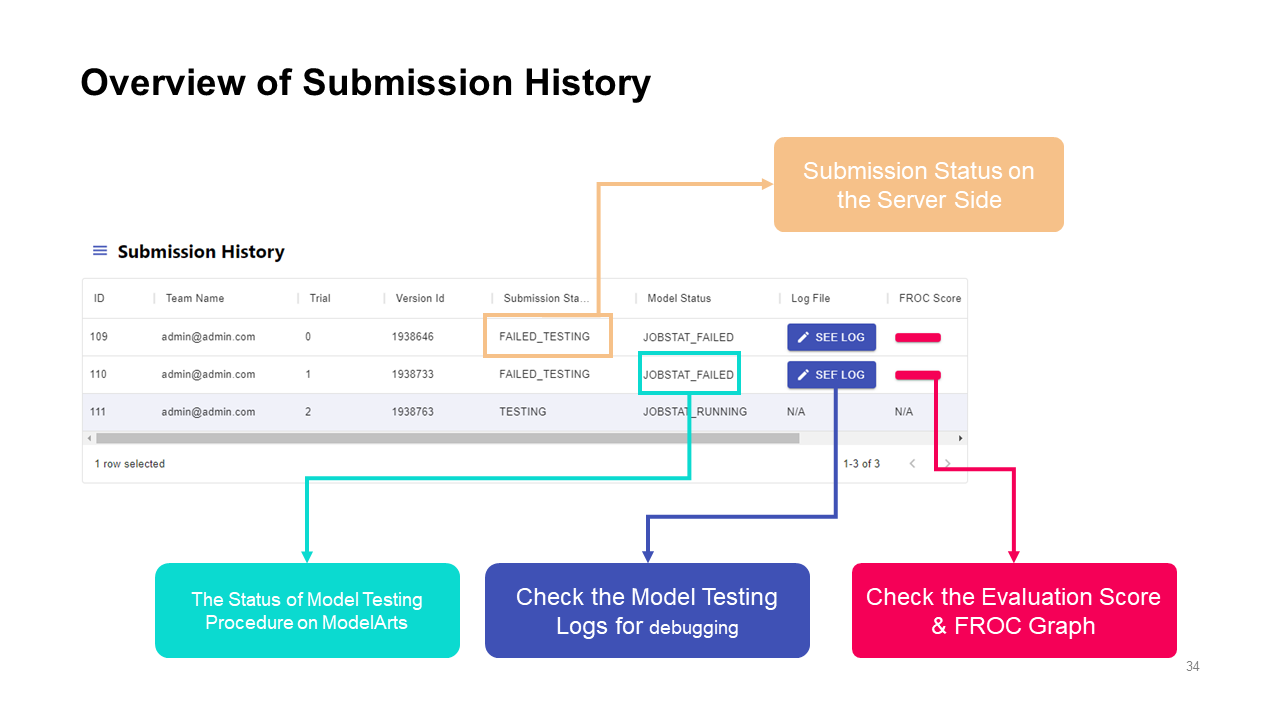 Overview of Submission History
Submission Status on
the Server Side
Submission History
ID Team Name Trial Version Id Submission Sta... Model Status Log File FROC Score
109 admin@admin.com 0 1938646 FAILED_TESTING JOBSTAT_FAILED SEE LOG
110 admin@admin.com 1 1938733 FAILED_TESTING JOBSTAT_FAILED SEE LOG
111 admin@admin.com 2 1938763 TESTING JOBSTAT_RUNNING N/A N/A
1 row selected 1-3 of 3
The Status of Model Testing
Procedure on ModelArts
Check the Model Testing
Logs for debugging
Check the Evaluation Score
& FROC Graph
34